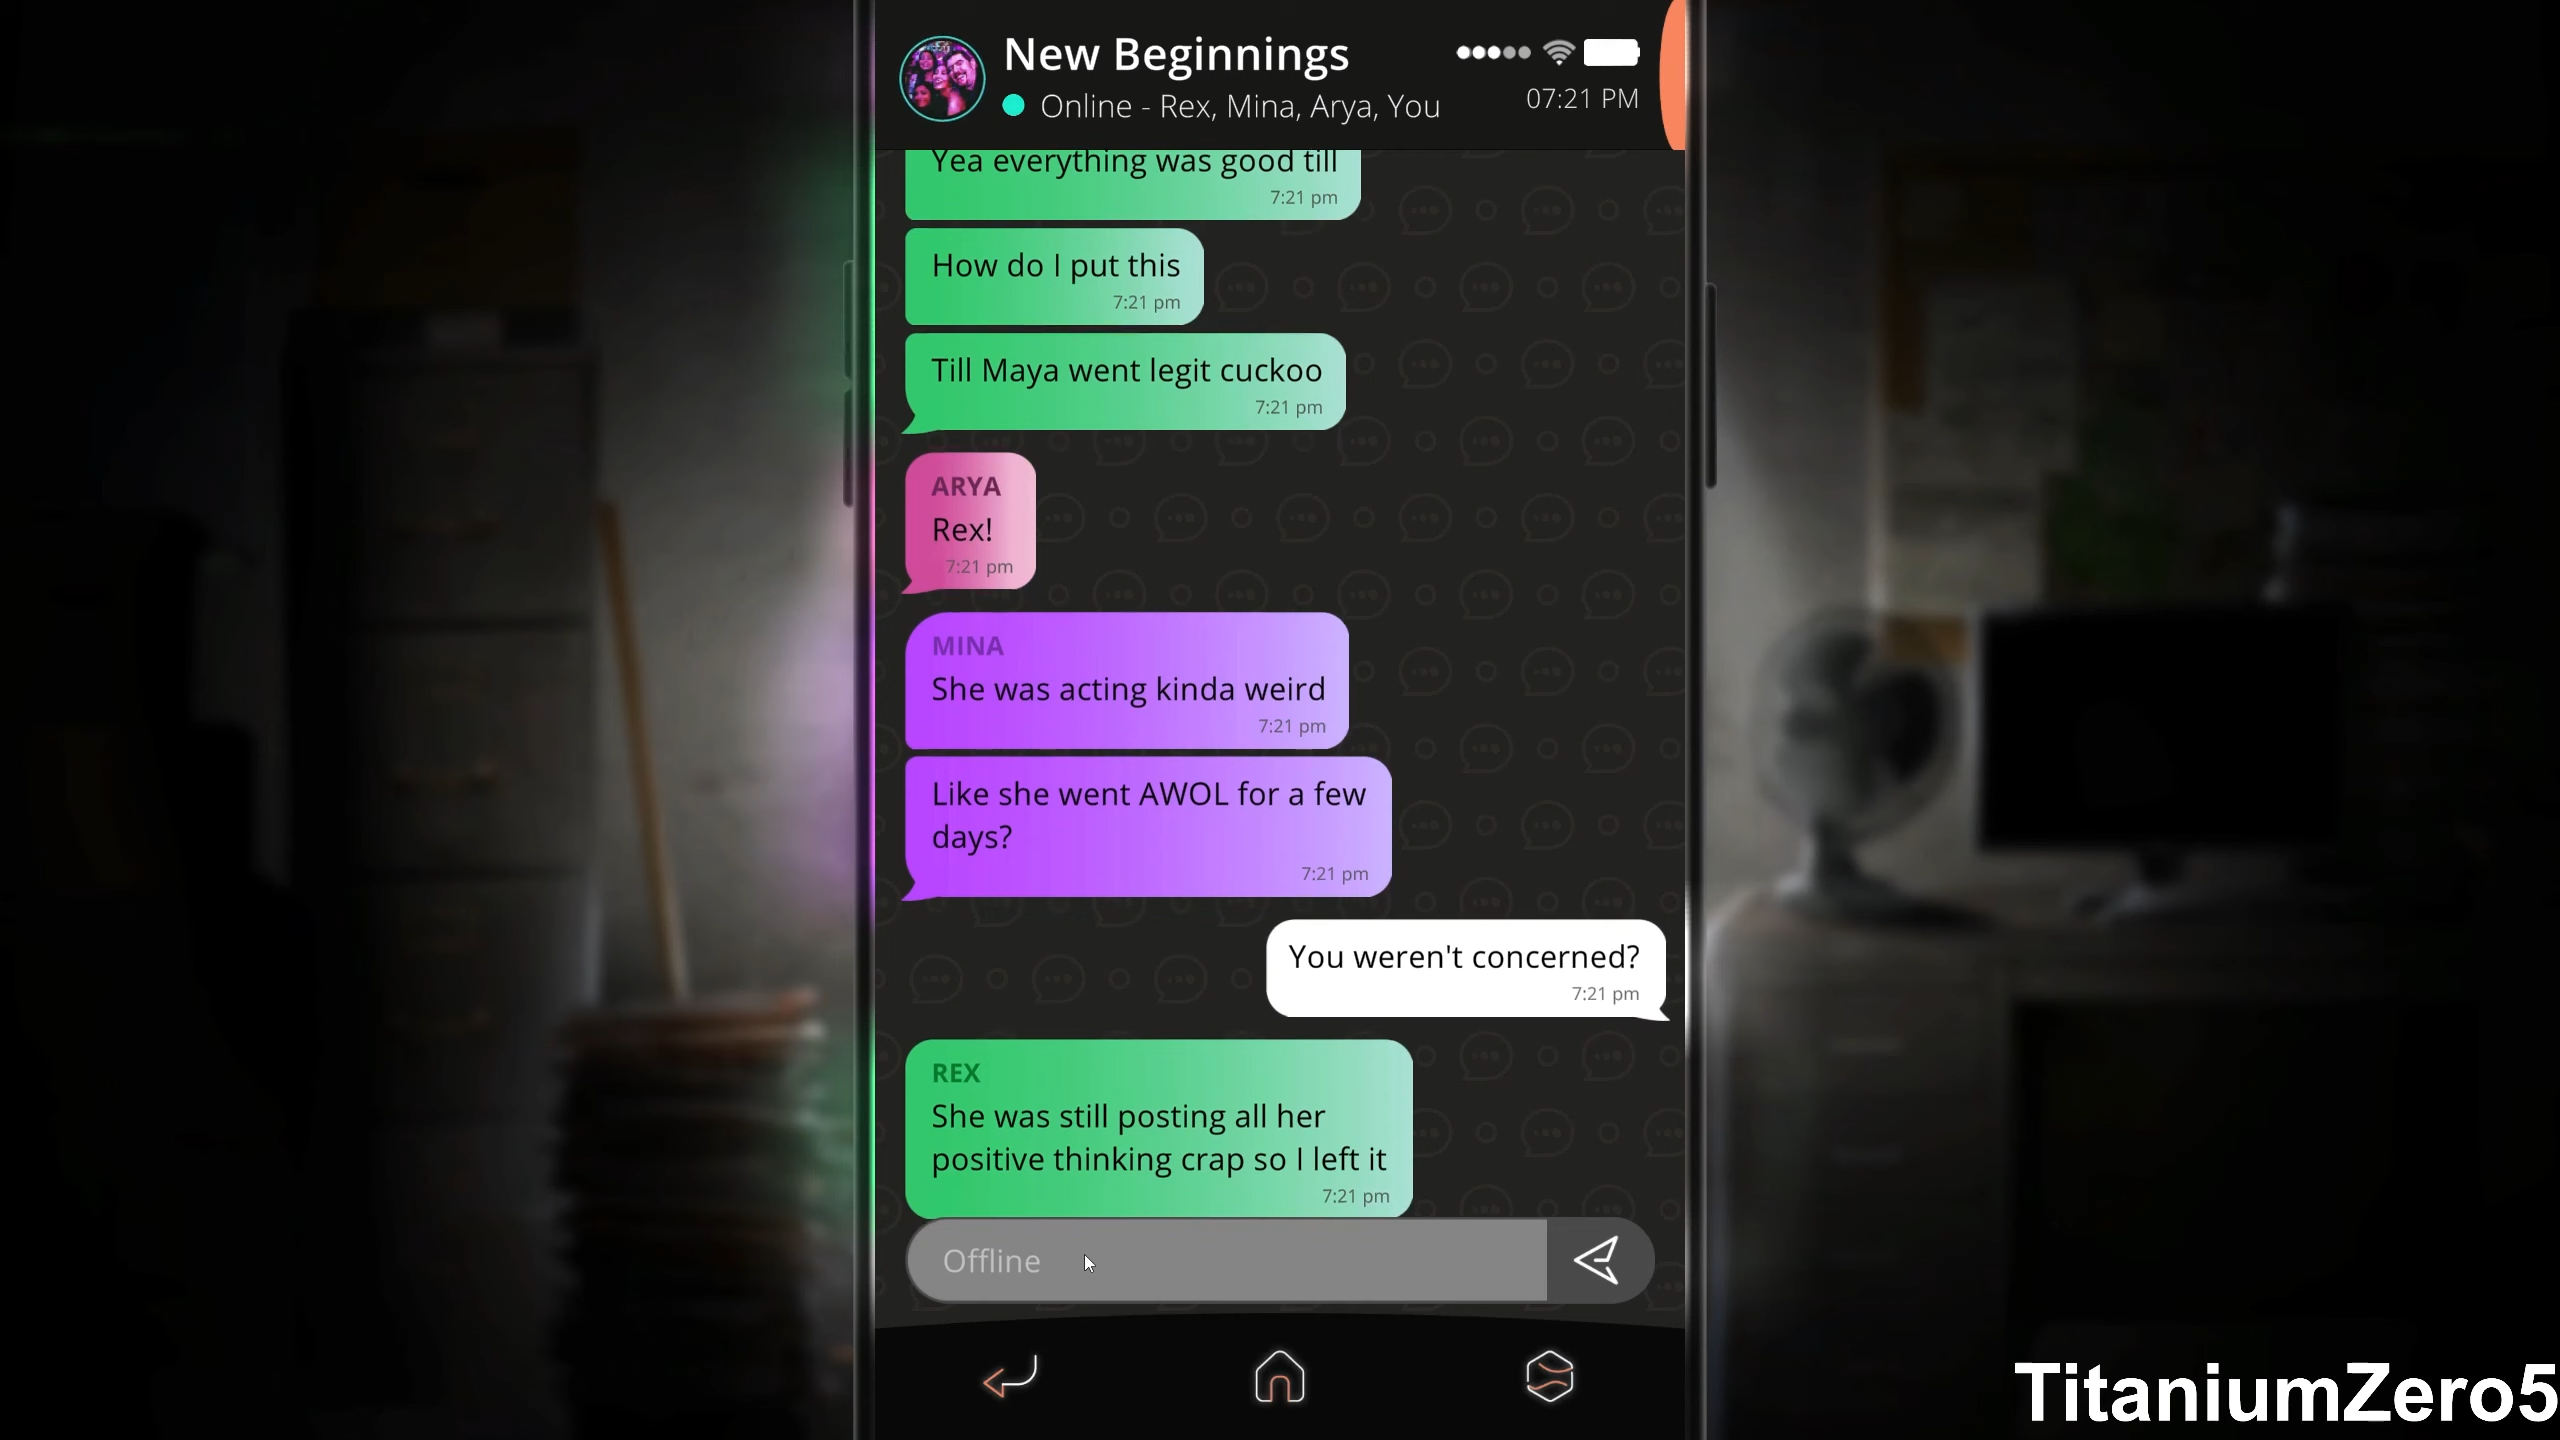 New Beginnings
Online - Rex, Mina, Arya, You
07:21 PM
Yea everything was good till
7:21 pm
How do I put this
7:21 pm
Till Maya went legit cuckoo
7:21 pm
ARYA
Rex!
7:21 pm
MINA
She was acting kinda weird
7:21 pm
Like she went AWOL for a few
days?
7:21 pm
You weren't concerned?
7:21 pm
REX
She was still posting all her
positive thinking crap so I left it
7:21 pm
Offline
TitaniumZero5